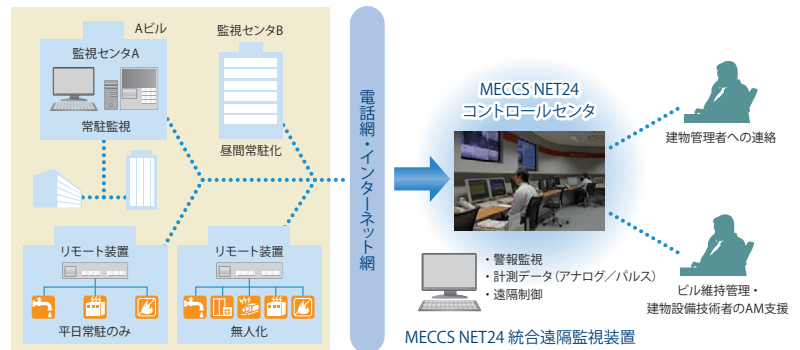 Aビル
監視センタA
常駐監視
監視センタB
昼間常駐化
リモート装置
平日常駐のみ
リモート装置
無人化
電話網・インターネット網
MECCS NET24
コントロールセンタ
・警報監視
・計測データ（アナログ／パルス）
・遠隔制御
MECCS NET24 統合遠隔監視装置
建物管理者への連絡
ビル維持管理・
建物設備技術者のAM支援